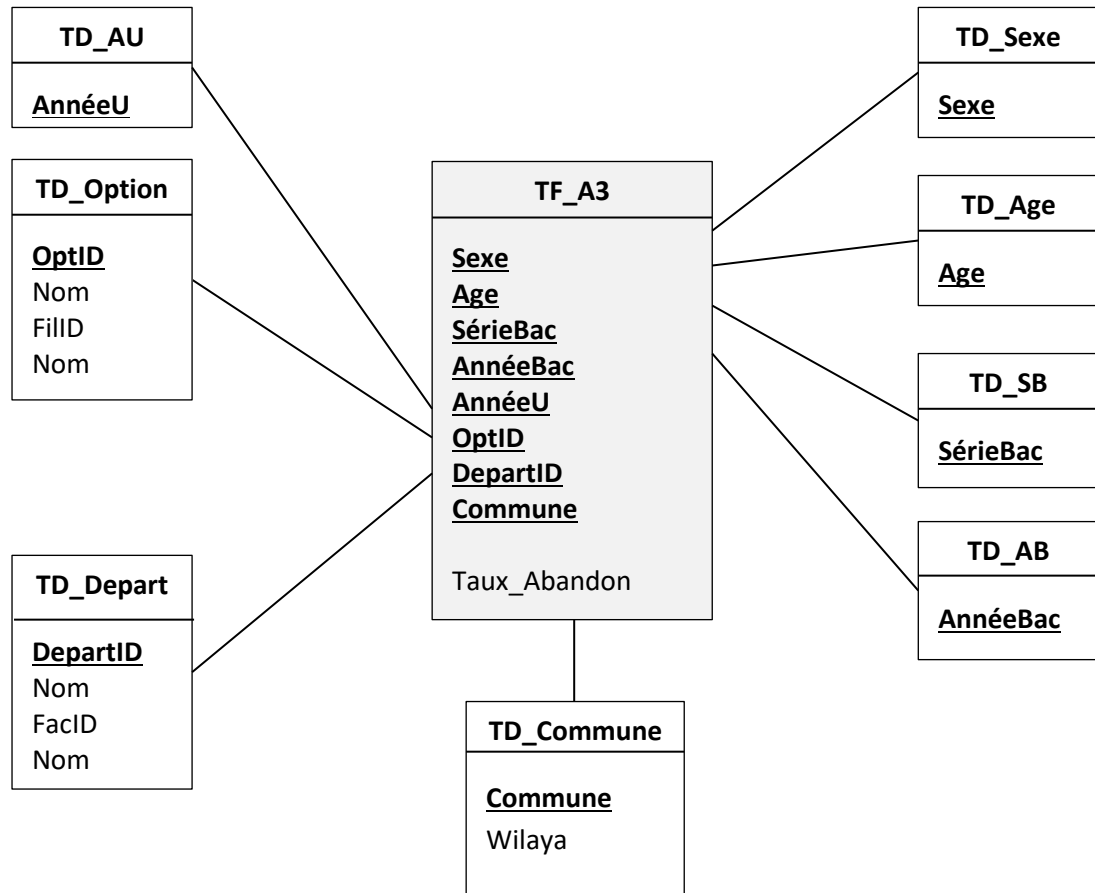 TD_AU
AnnéeU
TD_Option
OptID
Nom
FilID
Nom
TD_Depart
DepartID
Nom
FacID
Nom
TF_A3
Sexe
Age
SérieBac
AnnéeBac
AnnéeU
OptID
DepartID
Commune
Taux_Abandon
TD_Commune
Commune
Wilaya
TD_Sexe
Sexe
TD_Age
Age
TD_SB
SérieBac
TD_AB
AnnéeBac